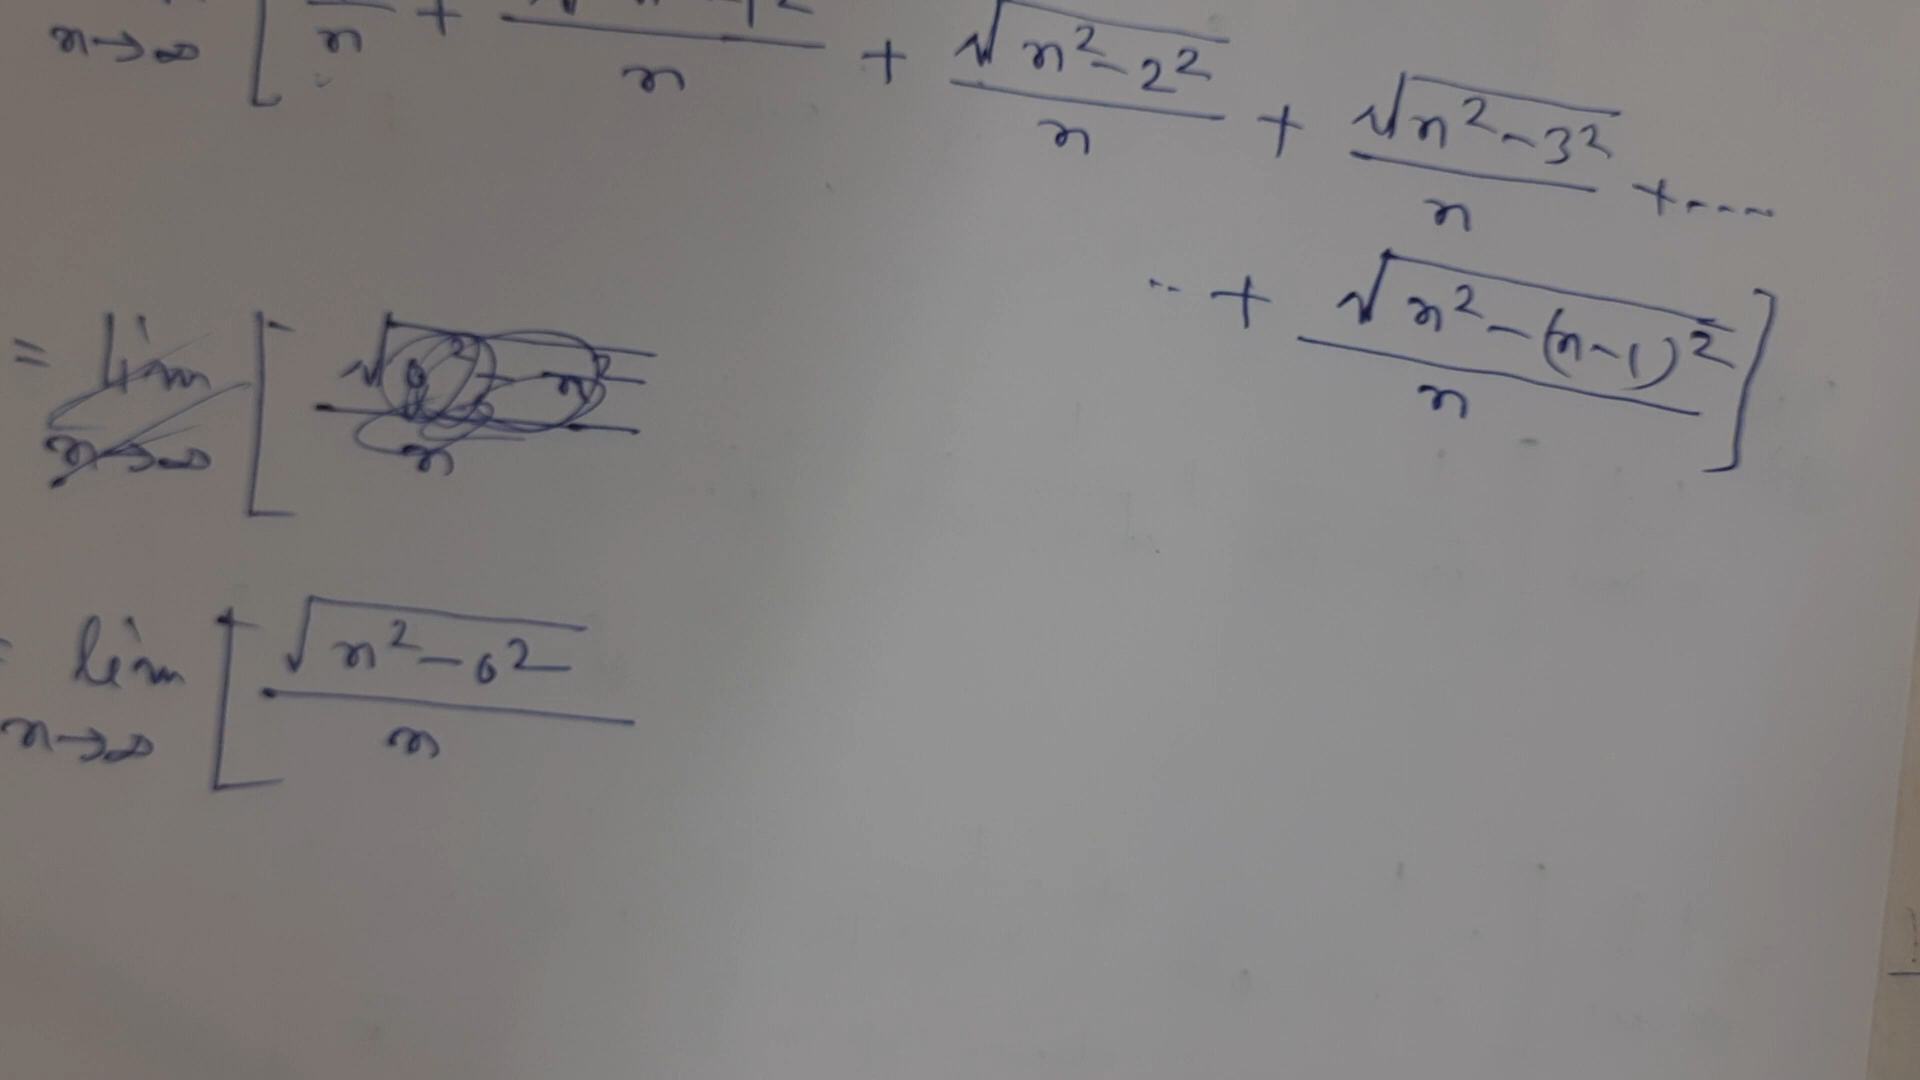 n→∞ [ /n + /n + √(n²-2²)/n + √(n²-3²)/n + ....
.. + √(n²-(n-1)²)/n ]
= lim n→∞ [ √ /n
= lim n→∞ [ √(n²-0²)/n